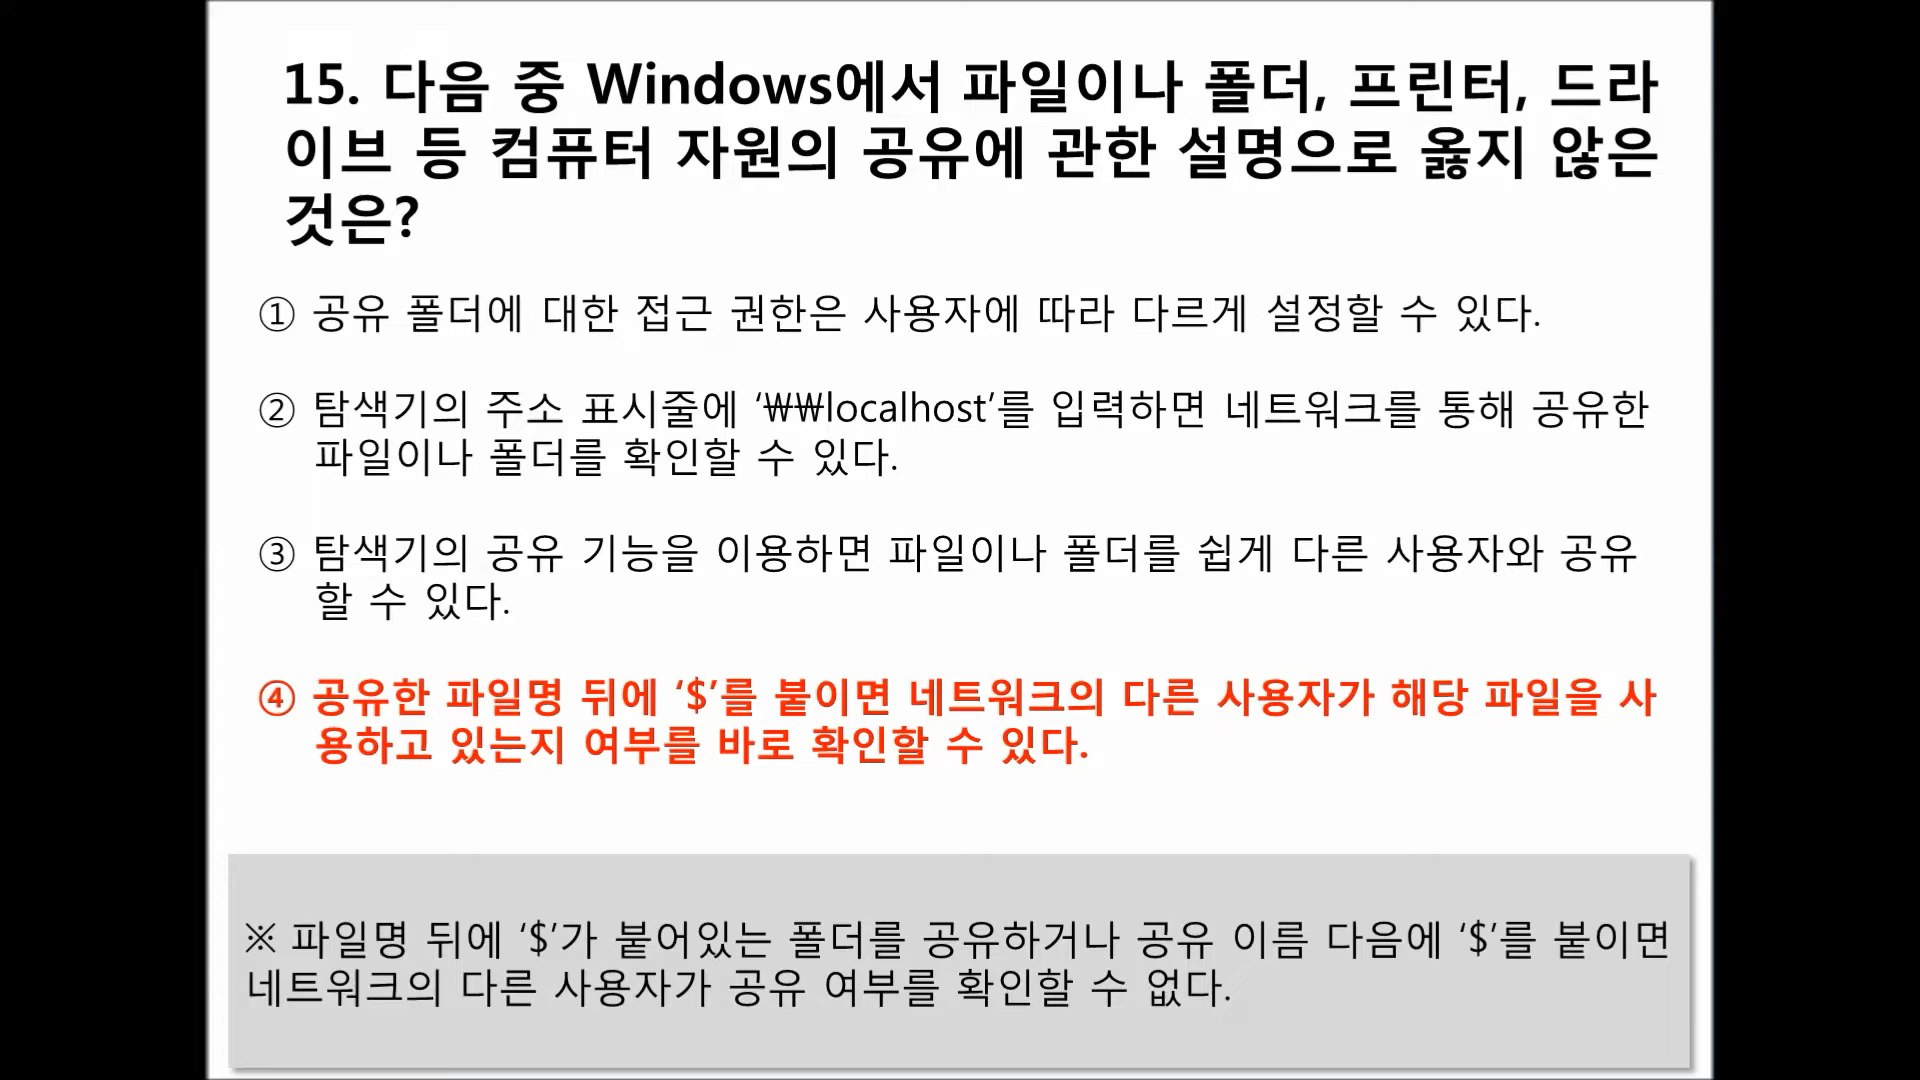 15. 다음 중 Windows에서 파일이나 폴더, 프린터, 드라
이브 등 컴퓨터 자원의 공유에 관한 설명으로 옳지 않은
것은?
① 공유 폴더에 대한 접근 권한은 사용자에 따라 다르게 설정할 수 있다.
② 탐색기의 주소 표시줄에 ‘₩₩localhost’를 입력하면 네트워크를 통해 공유한
파일이나 폴더를 확인할 수 있다.
③ 탐색기의 공유 기능을 이용하면 파일이나 폴더를 쉽게 다른 사용자와 공유
할 수 있다.
④ 공유한 파일명 뒤에 ‘$’를 붙이면 네트워크의 다른 사용자가 해당 파일을 사
용하고 있는지 여부를 바로 확인할 수 있다.
※ 파일명 뒤에 ‘$’가 붙어있는 폴더를 공유하거나 공유 이름 다음에 ‘$’를 붙이면
네트워크의 다른 사용자가 공유 여부를 확인할 수 없다.